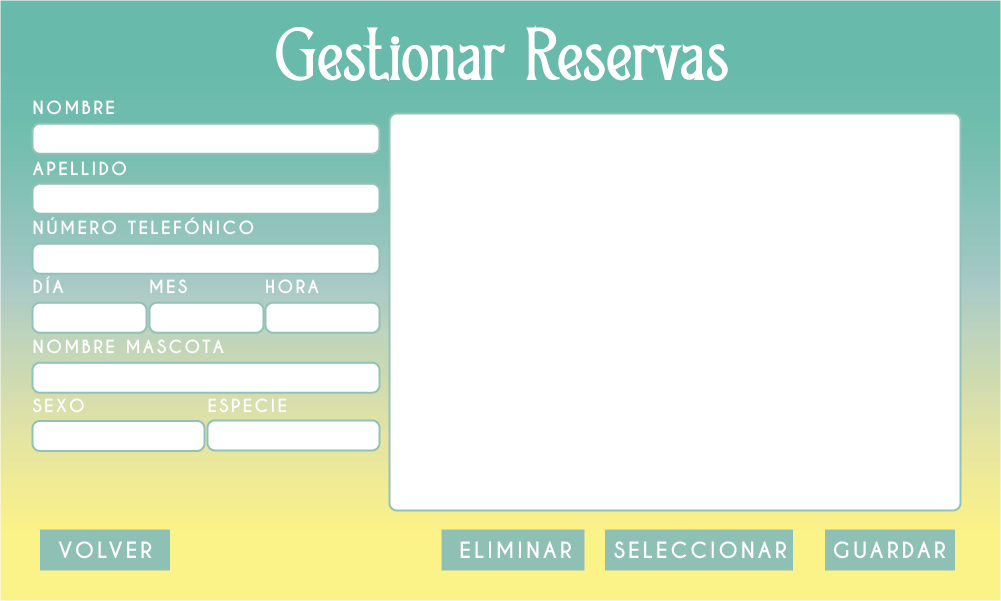 Gestionar Reservas
NOMBRE
APELLIDO
NÚMERO TELEFÓNICO
DÍA MES HORA
NOMBRE MASCOTA
SEXO ESPECIE
VOLVER ELIMINAR SELECCIONAR GUARDAR